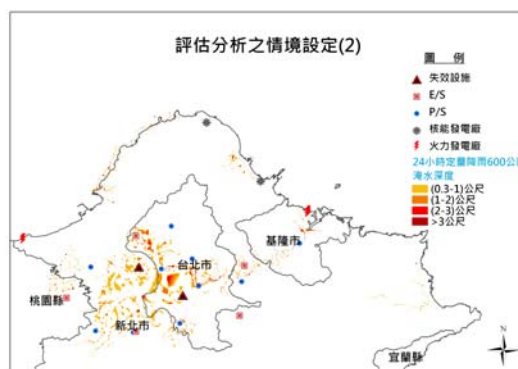 評估分析之情境設定(2)
圖 例
失效設施
E/S
P/S
核能發電廠
火力發電廠
24小時定量降雨600公
淹水深度
(0.3-1)公尺
(1-2)公尺
(2-3)公尺
>3公尺
基隆市
台北市
桃園縣
新北市
宜蘭縣
N